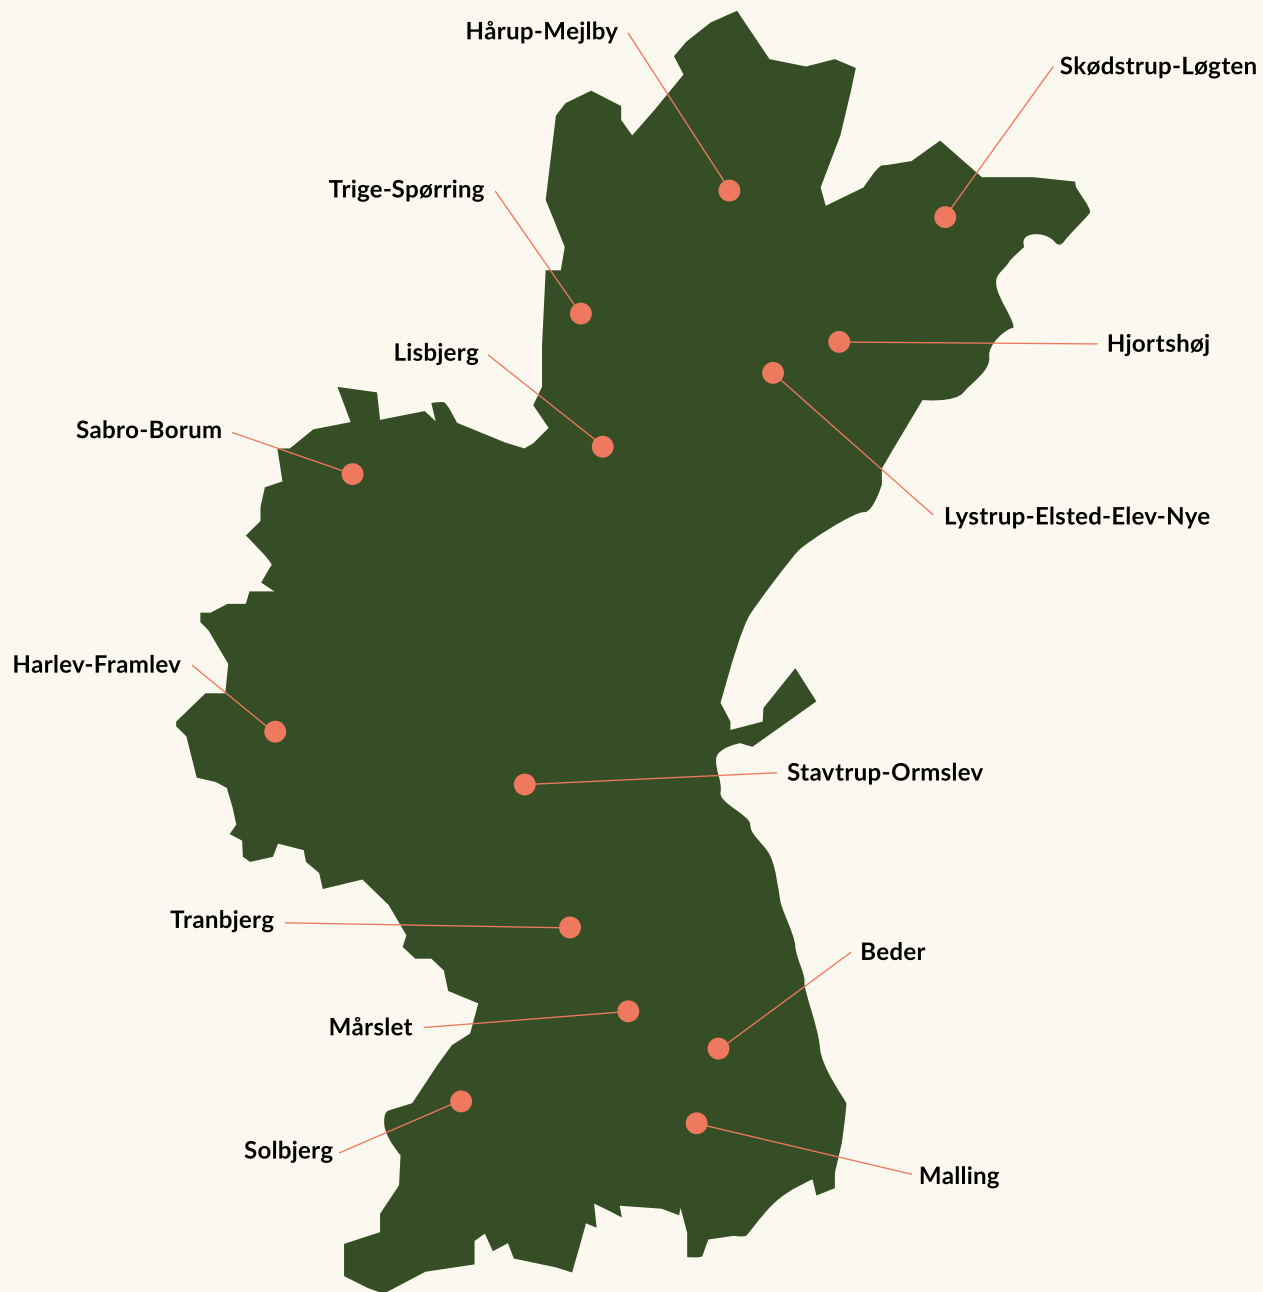 Hårup-Mejlby
Skødstrup-Løgten
Trige-Spørring
Hjortshøj
Lisbjerg
Sabro-Borum
Lystrup-Elsted-Elev-Nye
Harlev-Framlev
Stavtrup-Ormslev
Tranbjerg
Beder
Mårslet
Solbjerg
Malling